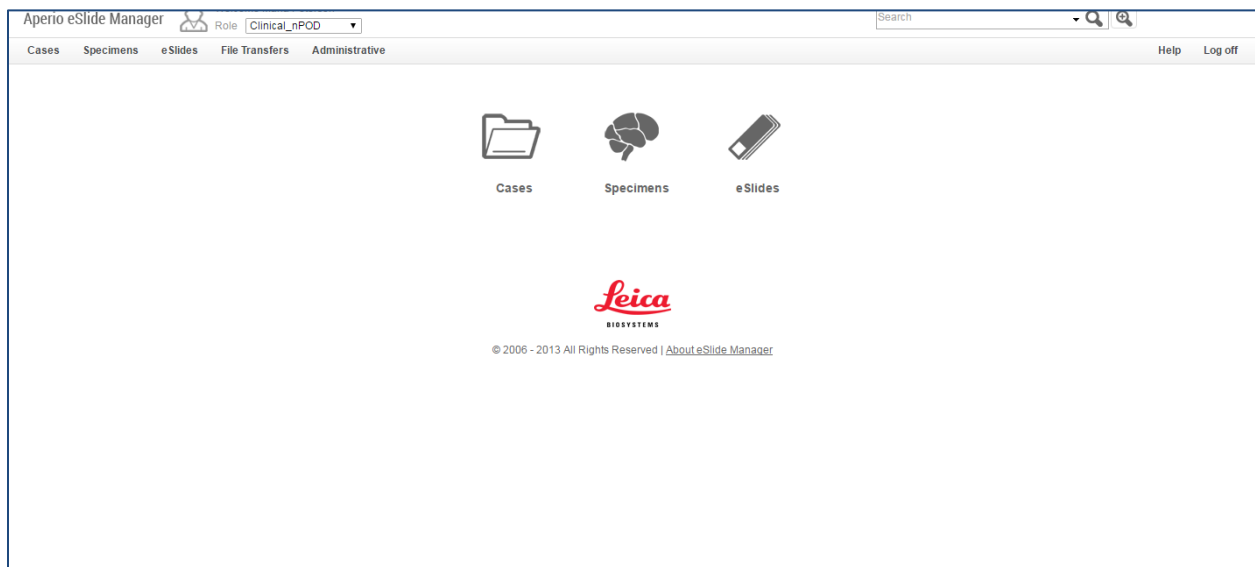 Aperio eSlide Manager
Role Clinical_nPOD
Search
Cases Specimens eSlides File Transfers Administrative Help Log off
Cases Specimens eSlides
Leica
BIOSYSTEMS
© 2006 - 2013 All Rights Reserved | About eSlide Manager